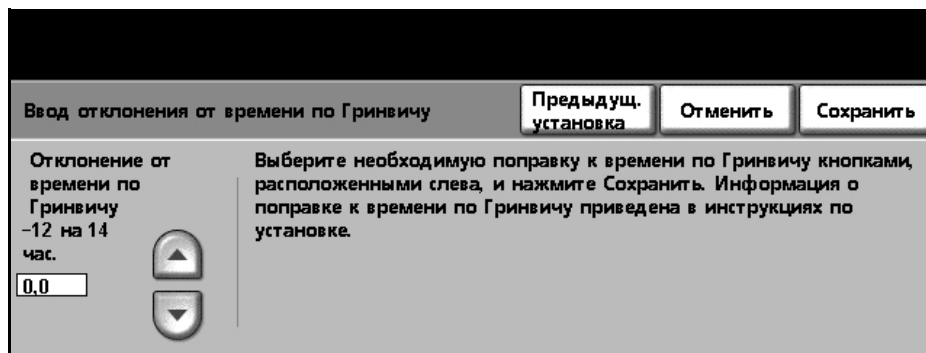 Ввод отклонения от времени по Гринвичу
Предыдущ.
установка
Отменить
Сохранить
Отклонение от
времени по
Гринвичу
-12 на 14
час.
0,0
Выберите необходимую поправку к времени по Гринвичу кнопками,
расположенными слева, и нажмите Сохранить. Информация о
поправке к времени по Гринвичу приведена в инструкциях по
установке.